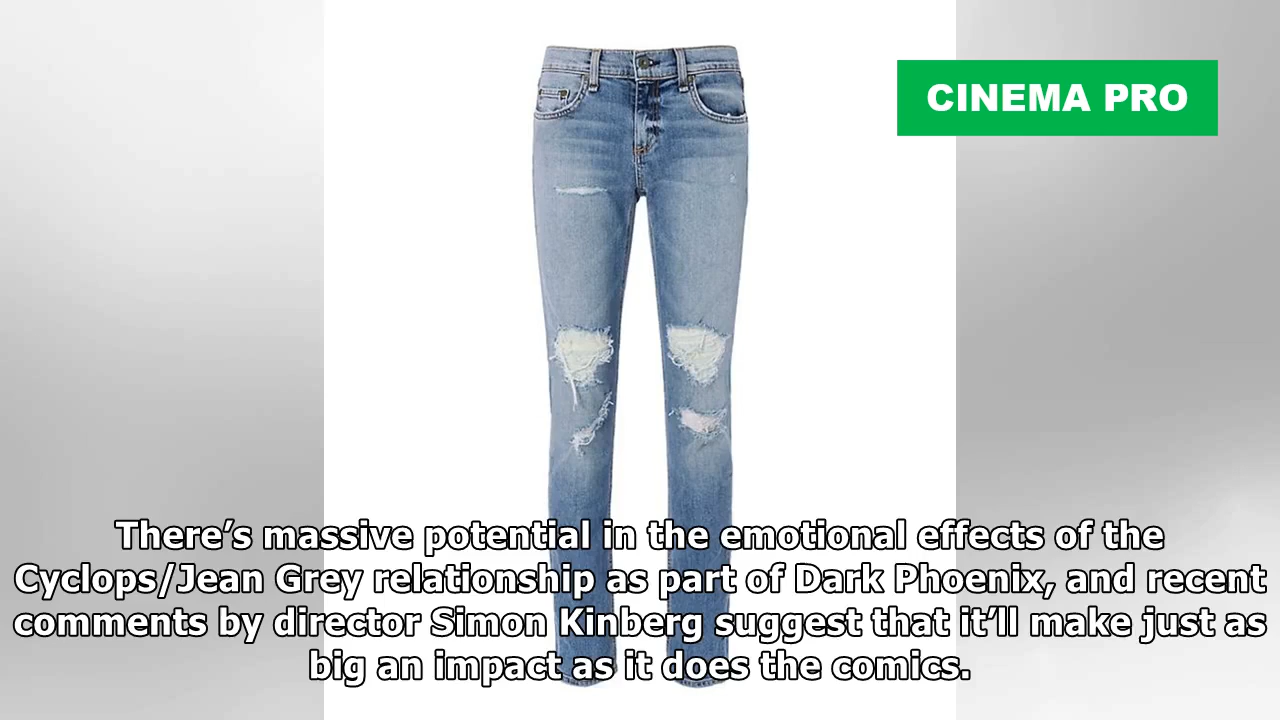 CINEMA PRO
There’s massive potential in the emotional effects of the
Cyclops/Jean Grey relationship as part of Dark Phoenix, and recent
comments by director Simon Kinberg suggest that it’ll make just as
big an impact as it does the comics.